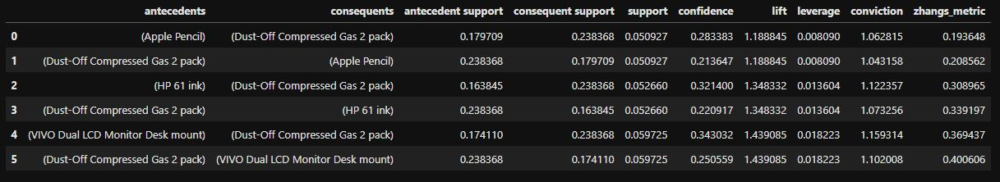 antecedents consequents antecedent support consequent support support confidence lift leverage conviction zhangs_metric
0 (Apple Pencil) (Dust-Off Compressed Gas 2 pack) 0.179709 0.238368 0.050927 0.283383 1.188845 0.008090 1.062815 0.193648
1 (Dust-Off Compressed Gas 2 pack) (Apple Pencil) 0.238368 0.179709 0.050927 0.213647 1.188845 0.008090 1.043158 0.208562
2 (HP 61 ink) (Dust-Off Compressed Gas 2 pack) 0.163845 0.238368 0.052660 0.321400 1.348332 0.013604 1.122357 0.308965
3 (Dust-Off Compressed Gas 2 pack) (HP 61 ink) 0.238368 0.163845 0.052660 0.220917 1.348332 0.013604 1.073256 0.339197
4 (VIVO Dual LCD Monitor Desk mount) (Dust-Off Compressed Gas 2 pack) 0.174110 0.238368 0.059725 0.343032 1.439085 0.018223 1.159314 0.369437
5 (Dust-Off Compressed Gas 2 pack) (VIVO Dual LCD Monitor Desk mount) 0.238368 0.174110 0.059725 0.250559 1.439085 0.018223 1.102008 0.400606